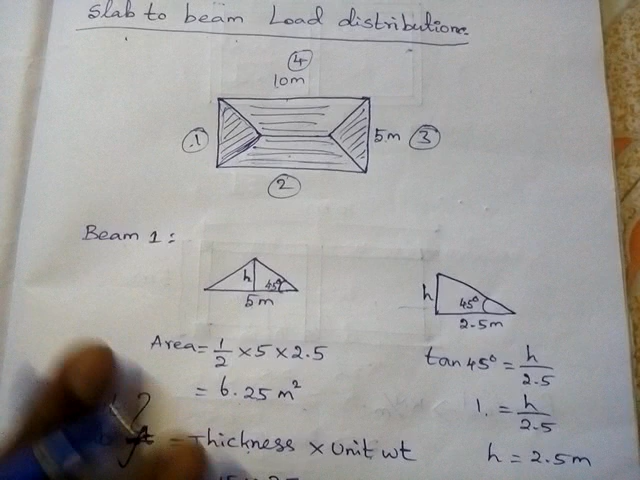 Slab to beam Load distribution.
④
10m
① 5m ③
②
Beam 1:
h 45°
5m
h 45°
2.5m
Area = 1/2 × 5 × 2.5
= 6.25 m²
tan 45° = h/2.5
1. = h/2.5
h = 2.5m
= Thickness × Unit wt